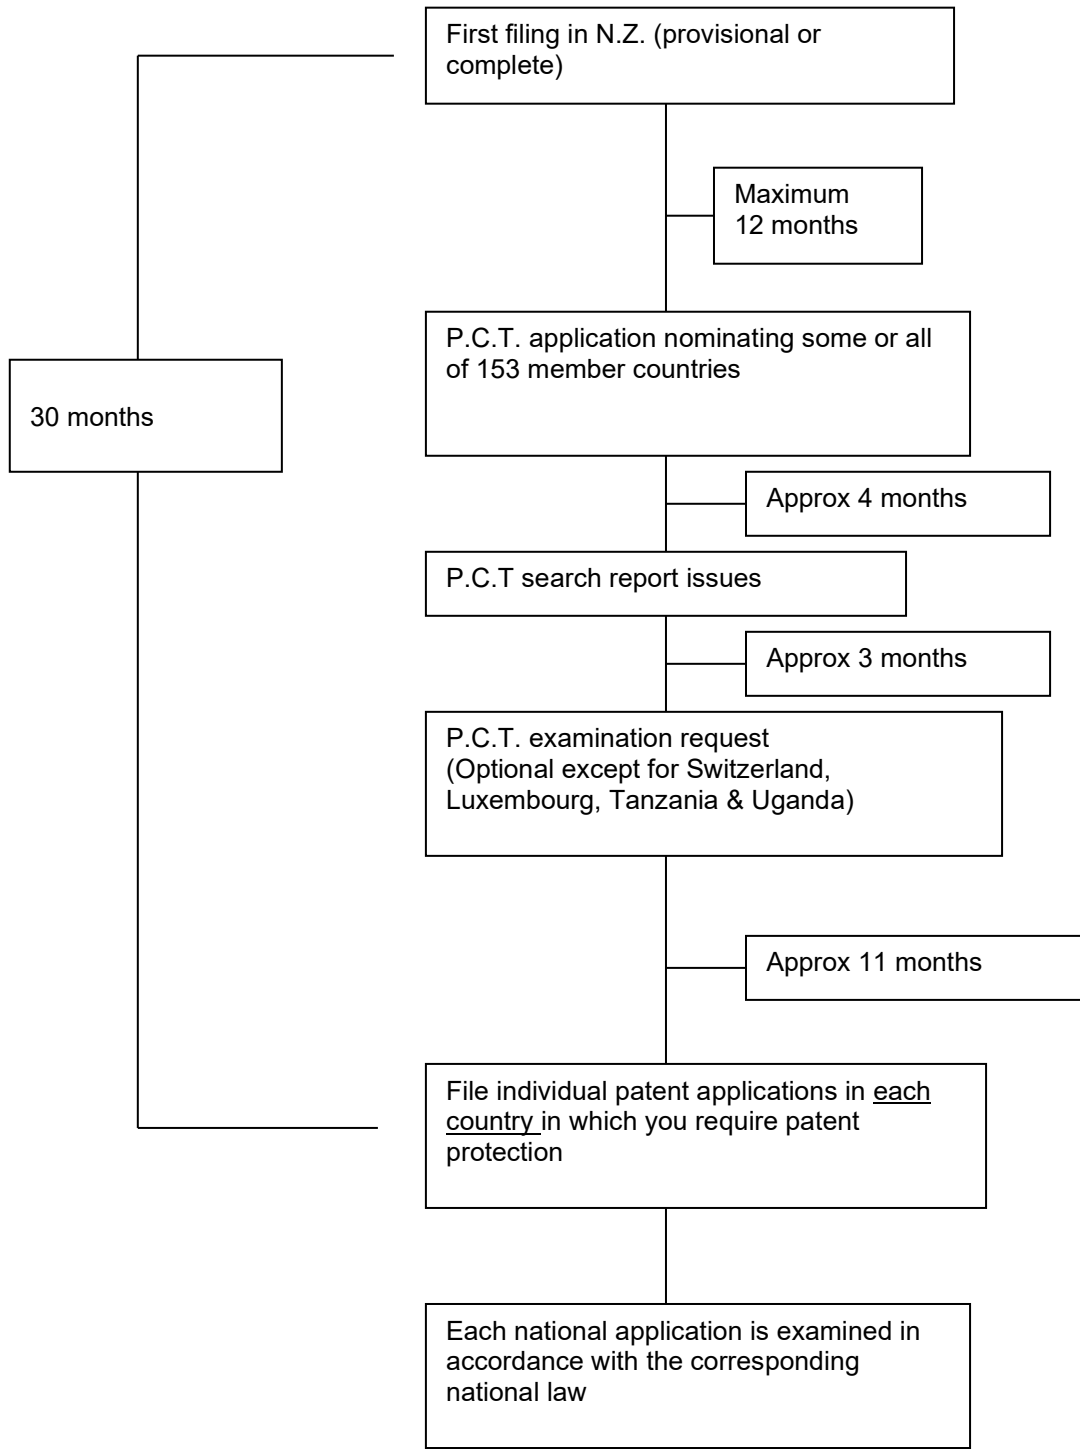 First filing in N.Z. (provisional or
complete)
Maximum
12 months
P.C.T. application nominating some or all
of 153 member countries
30 months
Approx 4 months
P.C.T search report issues
Approx 3 months
P.C.T. examination request
(Optional except for Switzerland,
Luxembourg, Tanzania & Uganda)
Approx 11 months
File individual patent applications in each
country in which you require patent
protection
Each national application is examined in
accordance with the corresponding
national law